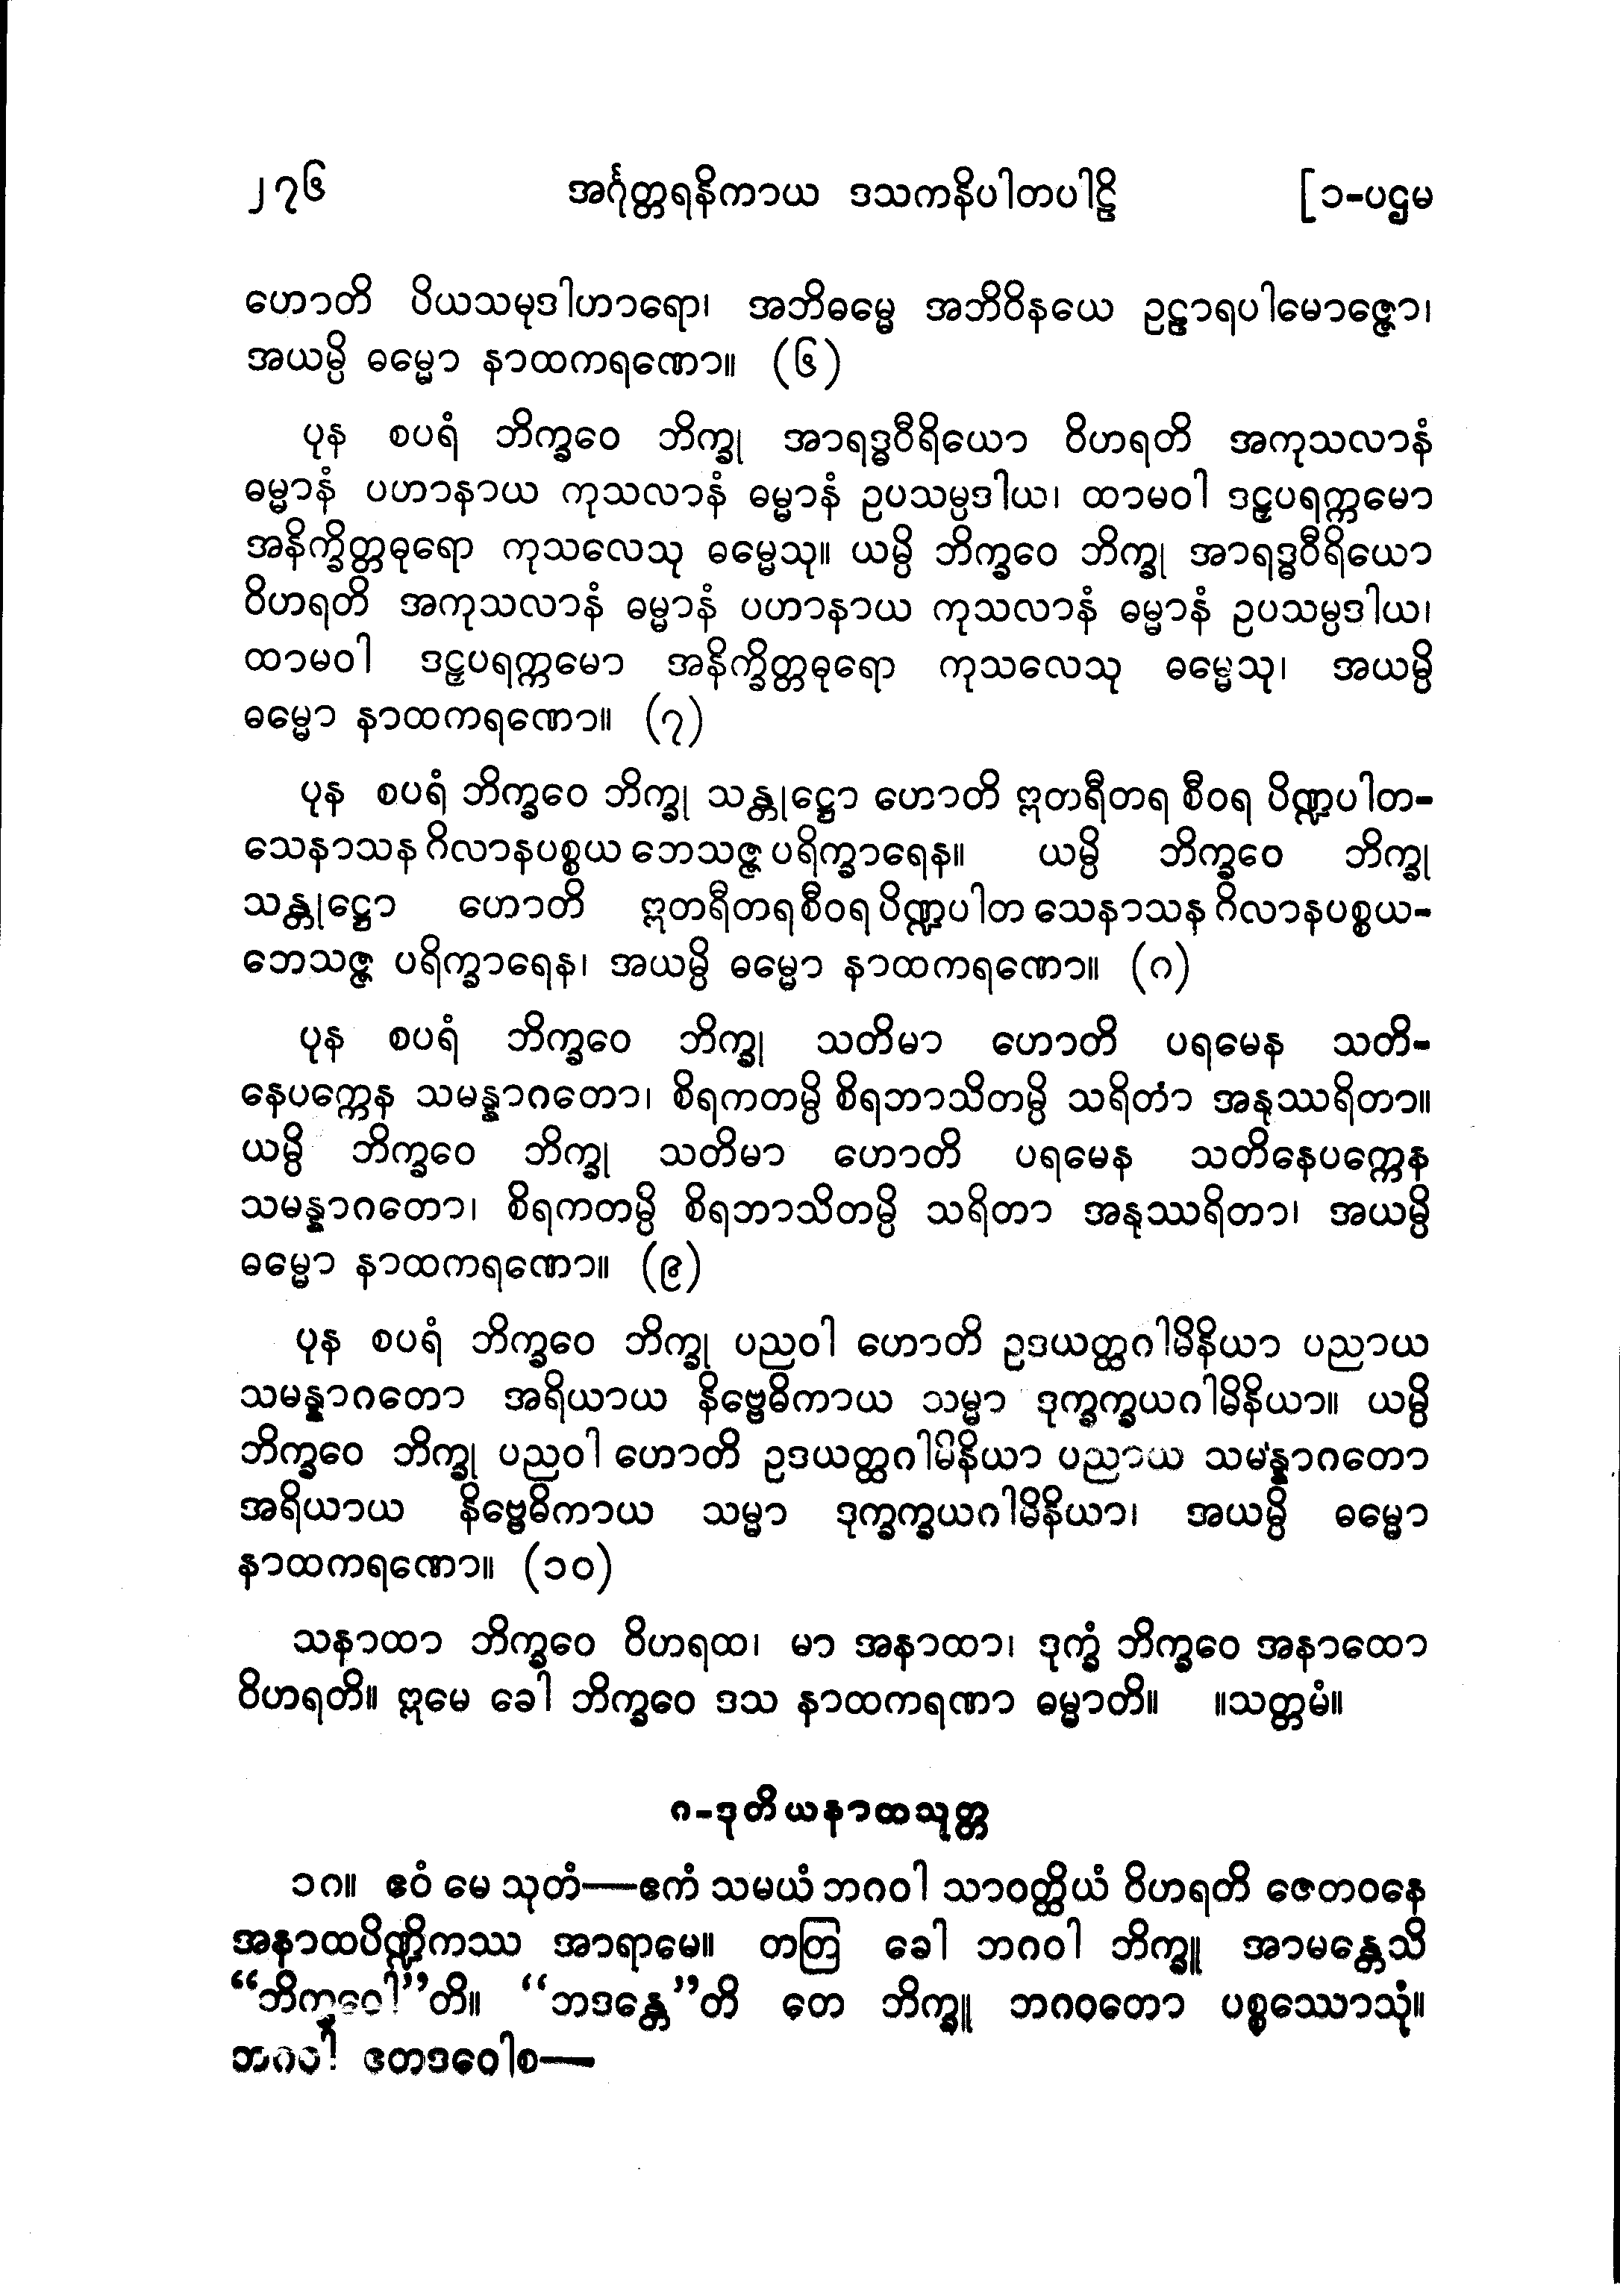 ၂၇၆ အင်္ဂုတ္တရနိကာယ ဒသကနိပါတပါဠိ [၁-ပဌမ
ဟောတိ ပိယသမုဒါဟာရော၊ အဘိဓမ္မေ အဘိဝိနယေ ဥဠာရပါမောဇ္ဇော၊
အယမ္ပိ ဓမ္မော နာထကရဏော။ (၆)
ပုန စပရံ ဘိက္ခဝေ ဘိက္ခု အာရဒ္ဓဝီရိယော ဝိဟရတိ အကုသလာနံ
ဓမ္မာနံ ပဟာနာယ ကုသလာနံ ဓမ္မာနံ ဥပသမ္ပဒါယ၊ ထာမဝါ ဒဠှပရက္ကမော
အနိက္ခိတ္တဓုရော ကုသလေသု ဓမ္မေသု။ ယမ္ပိ ဘိက္ခဝေ ဘိက္ခု အာရဒ္ဓဝီရိယော
ဝိဟရတိ အကုသလာနံ ဓမ္မာနံ ပဟာနာယ ကုသလာနံ ဓမ္မာနံ ဥပသမ္ပဒါယ၊
ထာမဝါ ဒဠှပရက္ကမော အနိက္ခိတ္တဓုရော ကုသလေသု ဓမ္မေသု၊ အယမ္ပိ
ဓမ္မော နာထကရဏော။ (၇)
ပုန စပရံ ဘိက္ခဝေ ဘိက္ခု သန္တုဋ္ဌော ဟောတိ ဣတရီတရ စီဝရ ပိဏ္ဍပါတ-
သေနာသန ဂိလာနပစ္စယ ဘေသဇ္ဇ ပရိက္ခာရေန။ ယမ္ပိ ဘိက္ခဝေ ဘိက္ခု
သန္တုဋ္ဌော ဟောတိ ဣတရီတရစီဝရ ပိဏ္ဍပါတ သေနာသန ဂိလာနပစ္စယ-
ဘေသဇ္ဇ ပရိက္ခာရေန၊ အယမ္ပိ ဓမ္မော နာထကရဏော။ (၈)
ပုန စပရံ ဘိက္ခဝေ ဘိက္ခု သတိမာ ဟောတိ ပရမေန သတိ-
နေပက္ကေန သမန္နာဂတော၊ စိရကတမ္ပိ စိရဘာသိတမ္ပိ သရိတာ အနုဿရိတာ။
ယမ္ပိ ဘိက္ခဝေ ဘိက္ခု သတိမာ ဟောတိ ပရမေန သတိနေပက္ကေန
သမန္နာဂတော၊ စိရကတမ္ပိ စိရဘာသိတမ္ပိ သရိတာ အနုဿရိတာ၊ အယမ္ပိ
ဓမ္မော နာထကရဏော။ (၉)
ပုန စပရံ ဘိက္ခဝေ ဘိက္ခု ပညဝါ ဟောတိ ဥဒယတ္ထဂါမိနိယာ ပညာယ
သမန္နာဂတော အရိယာယ နိဗ္ဗေဓိကာယ သမ္မာ ဒုက္ခက္ခယဂါမိနိယာ။ ယမ္ပိ
ဘိက္ခဝေ ဘိက္ခု ပညဝါ ဟောတိ ဥဒယတ္ထဂါမိနိယာ ပညာယ သမန္နာဂတော
အရိယာယ နိဗ္ဗေဓိကာယ သမ္မာ ဒုက္ခက္ခယဂါမိနိယာ၊ အယမ္ပိ ဓမ္မော
နာထကရဏော။ (၁၀)
သနာထာ ဘိက္ခဝေ ဝိဟရထ၊ မာ အနာထာ၊ ဒုက္ခံ ဘိက္ခဝေ အနာထော
ဝိဟရတိ။ ဣမေ ခေါ ဘိက္ခဝေ ဒသ နာထကရဏာ ဓမ္မာတိ။ ။သတ္တမံ။
၈-ဒုတိယနာထသုတ္တ
၁၈။ ဧဝံ မေ သုတံ—ဧကံ သမယံ ဘဂဝါ သာဝတ္ထိယံ ဝိဟရတိ ဇေတဝနေ
အနာထပိဏ္ဍိကဿ အာရာမေ။ တတြ ခေါ ဘဂဝါ ဘိက္ခူ အာမန္တေသိ
“ဘိက္ခဝေါ”တိ။ “ဘဒန္တေ”တိ တေ ဘိက္ခူ ဘဂဝတော ပစ္စဿောသုံ။
ဘဂဝါ ဧတဒဝေါစ—